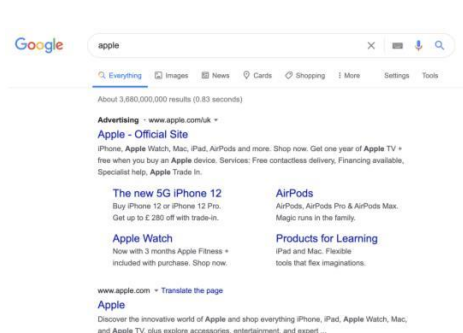 Google
apple
Everything Images News Cards Shopping More Settings Tools
About 3,680,000,000 results (0.83 seconds)
Advertising · www.apple.com/uk
Apple - Official Site
iPhone, Apple Watch, Mac, iPad, AirPods and more. Shop now. Get one year of Apple TV +
free when you buy an Apple device. Services: Free contactless delivery, Financing available,
Specialist help, Apple Trade In.
The new 5G iPhone 12
Buy iPhone 12 or iPhone 12 Pro.
Get up to £ 280 off with trade-in.
AirPods
AirPods, AirPods Pro & AirPods Max.
Magic runs in the family.
Apple Watch
Now with 3 months Apple Fitness +
included with purchase. Shop now.
Products for Learning
iPad and Mac. Flexible
tools that flex imaginations.
www.apple.com Translate the page
Apple
Discover the innovative world of Apple and shop everything iPhone, iPad, Apple Watch, Mac,
and Apple TV, plus explore accessories, entertainment, and expert ...